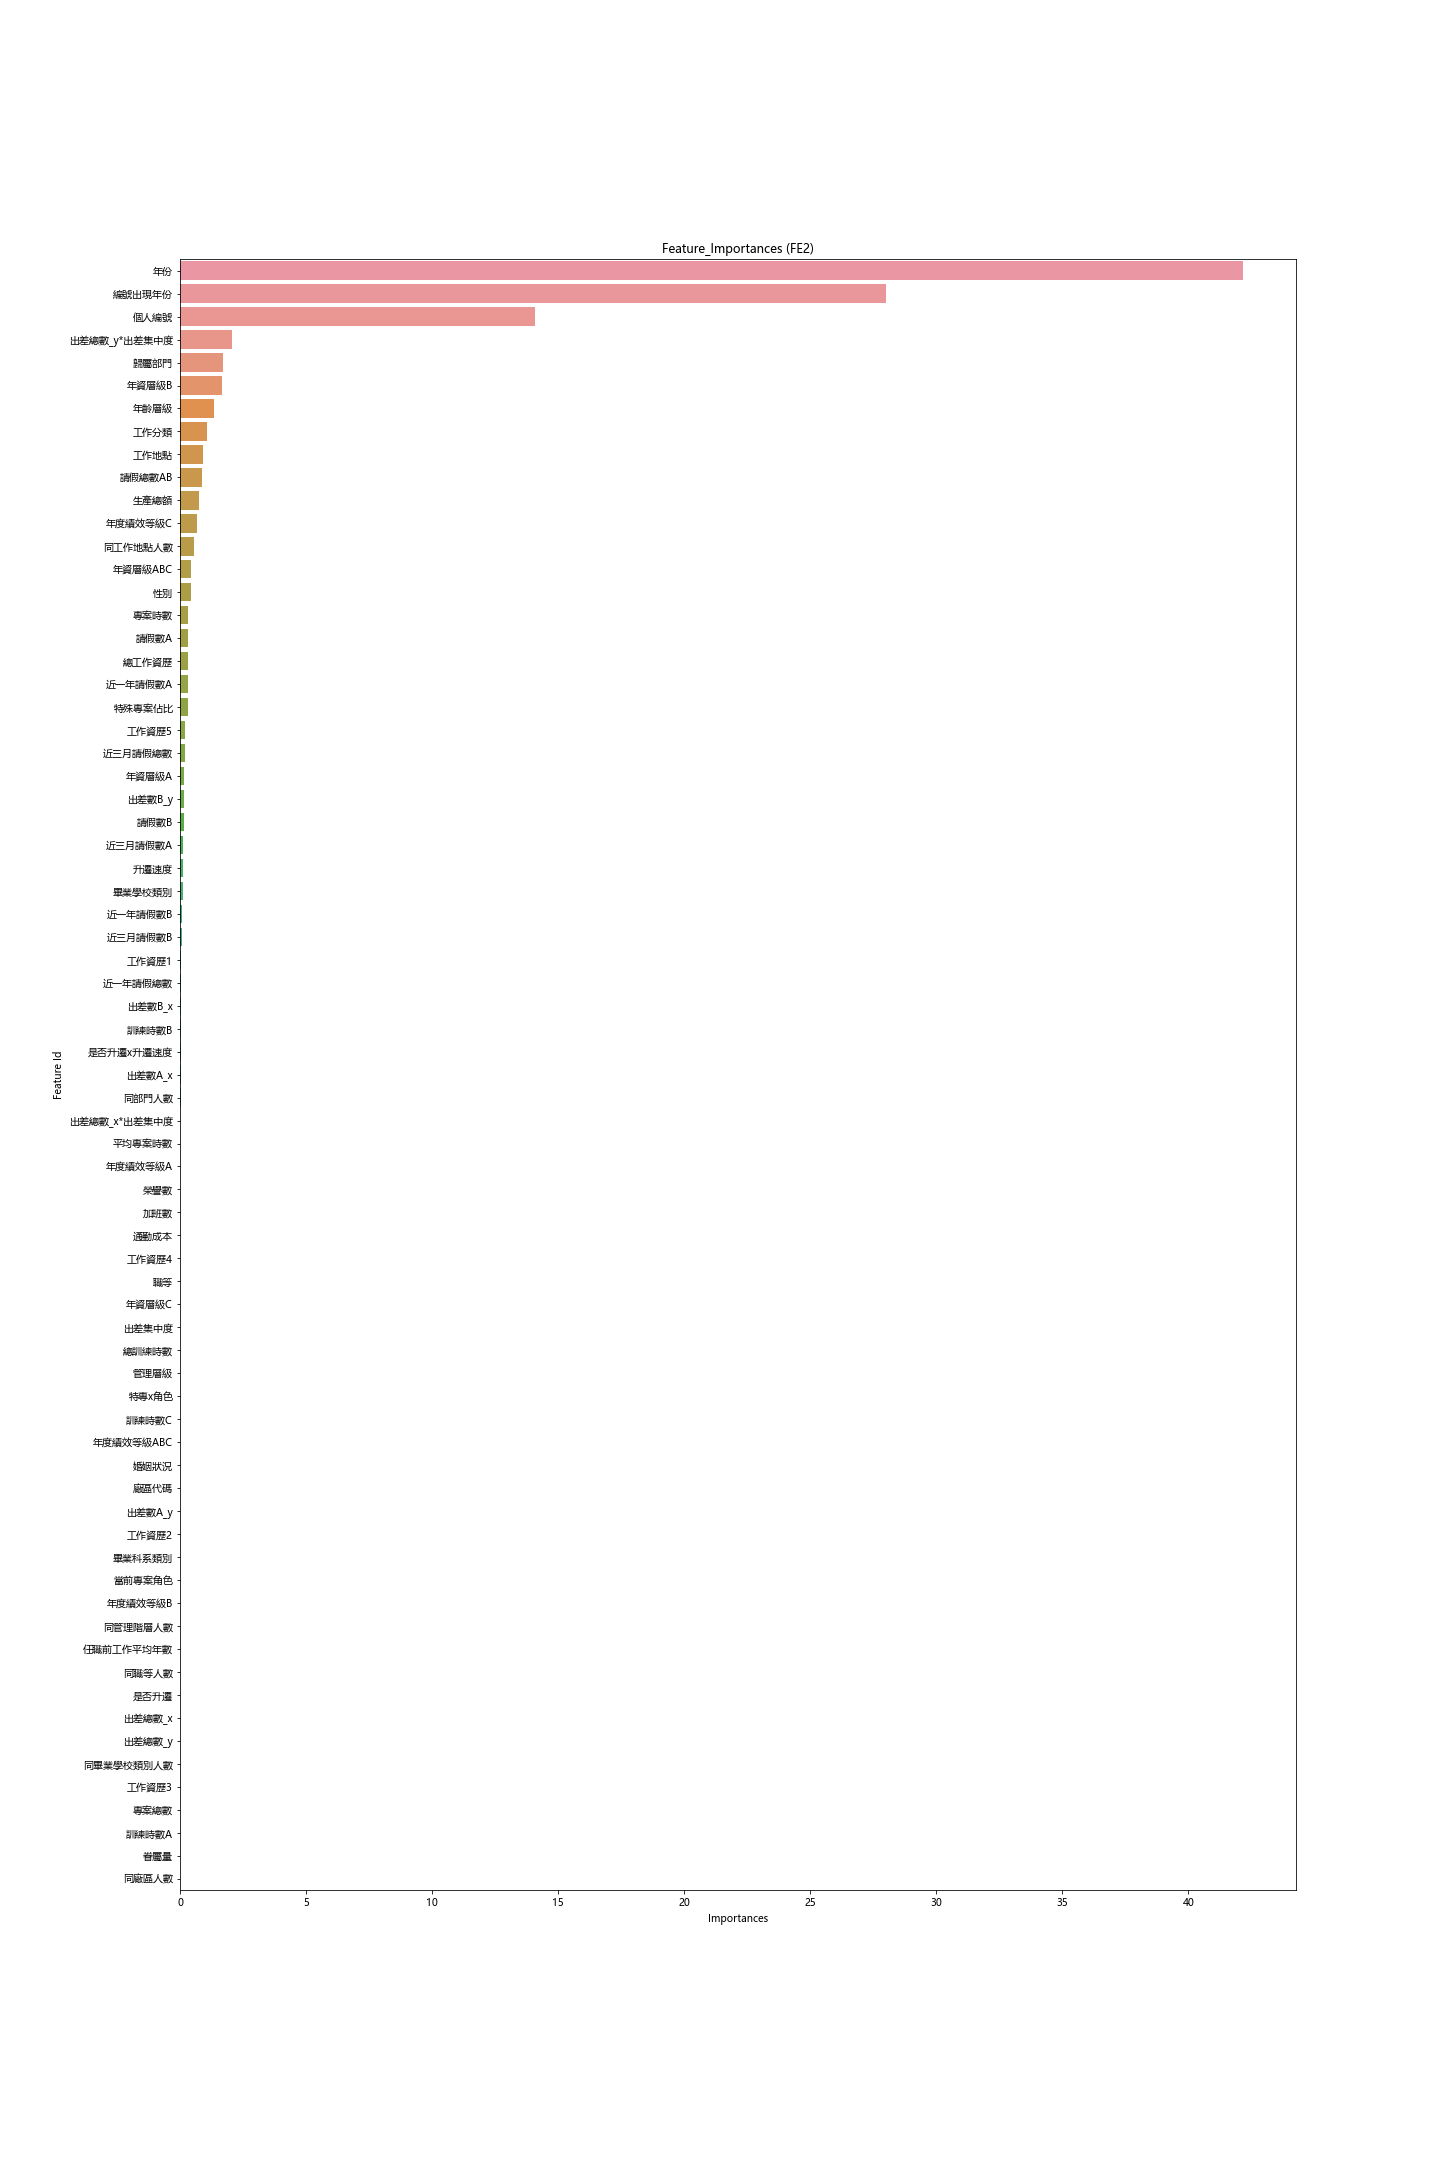 Feature_Importances (FE2)
年份
編號出現年份
個人編號
出差總數_y*出差集中度
歸屬部門
年資層級B
年齡層級
工作分類
工作地點
請假總數AB
生產總額
年度績效等級C
同工作地點人數
年資層級ABC
性別
專案時數
請假數A
總工作資歷
近一年請假數A
特殊專案佔比
工作資歷5
近三月請假總數
年資層級A
出差數B_y
請假數B
近三月請假數A
升遷速度
畢業學校類別
近一年請假數B
近三月請假數B
工作資歷1
近一年請假總數
出差數B_x
訓練時數B
是否升遷x升遷速度
出差數A_x
同部門人數
出差總數_x*出差集中度
平均專案時數
年度績效等級A
榮譽數
加班數
通勤成本
工作資歷4
職等
年資層級C
出差集中度
總訓練時數
管理層級
特專x角色
訓練時數C
年度績效等級ABC
婚姻狀況
廠區代碼
出差數A_y
工作資歷2
畢業科系類別
當前專案角色
年度績效等級B
同管理階層人數
任職前工作平均年數
同職等人數
是否升遷
出差總數_x
出差總數_y
同畢業學校類別人數
工作資歷3
專案總數
訓練時數A
眷屬量
同廠區人數
Feature Id
0 5 10 15 20 25 30 35 40
Importances